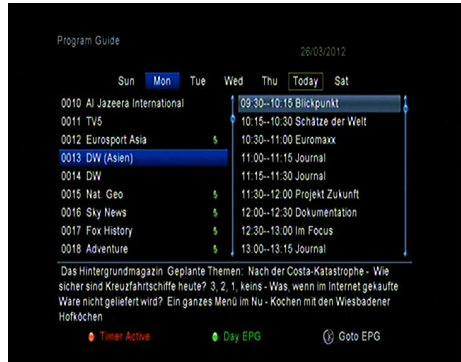 Program Guide
26/03/2012
Sun Mon Tue Wed Thu Today Sat
0010 Al Jazeera International
0011 TV5
0012 Eurosport Asia $
0013 DW (Asien)
0014 DW
0015 Nat. Geo $
0016 Sky News $
0017 Fox History $
0018 Adventure $
09:30--10:15 Blickpunkt
10:15--10:30 Schätze der Welt
10:30--11:00 Euromaxx
11:00--11:15 Journal
11:15--11:30 Journal
11:30--12:00 Projekt Zukunft
12:00--12:30 Dokumentation
12:30--13:00 Im Focus
13:00--13:15 Journal
Das Hintergrundmagazin Geplante Themen: Nach der Costa-Katastrophe - Wie
sicher sind Kreuzfahrtschiffe heute? 3, 2, 1, keins - Was, wenn im Internet gekaufte
Ware nicht geliefert wird? Ein ganzes Menü im Nu - Kochen mit den Wiesbadener
Hofköchen
Timer Active Day EPG Goto EPG